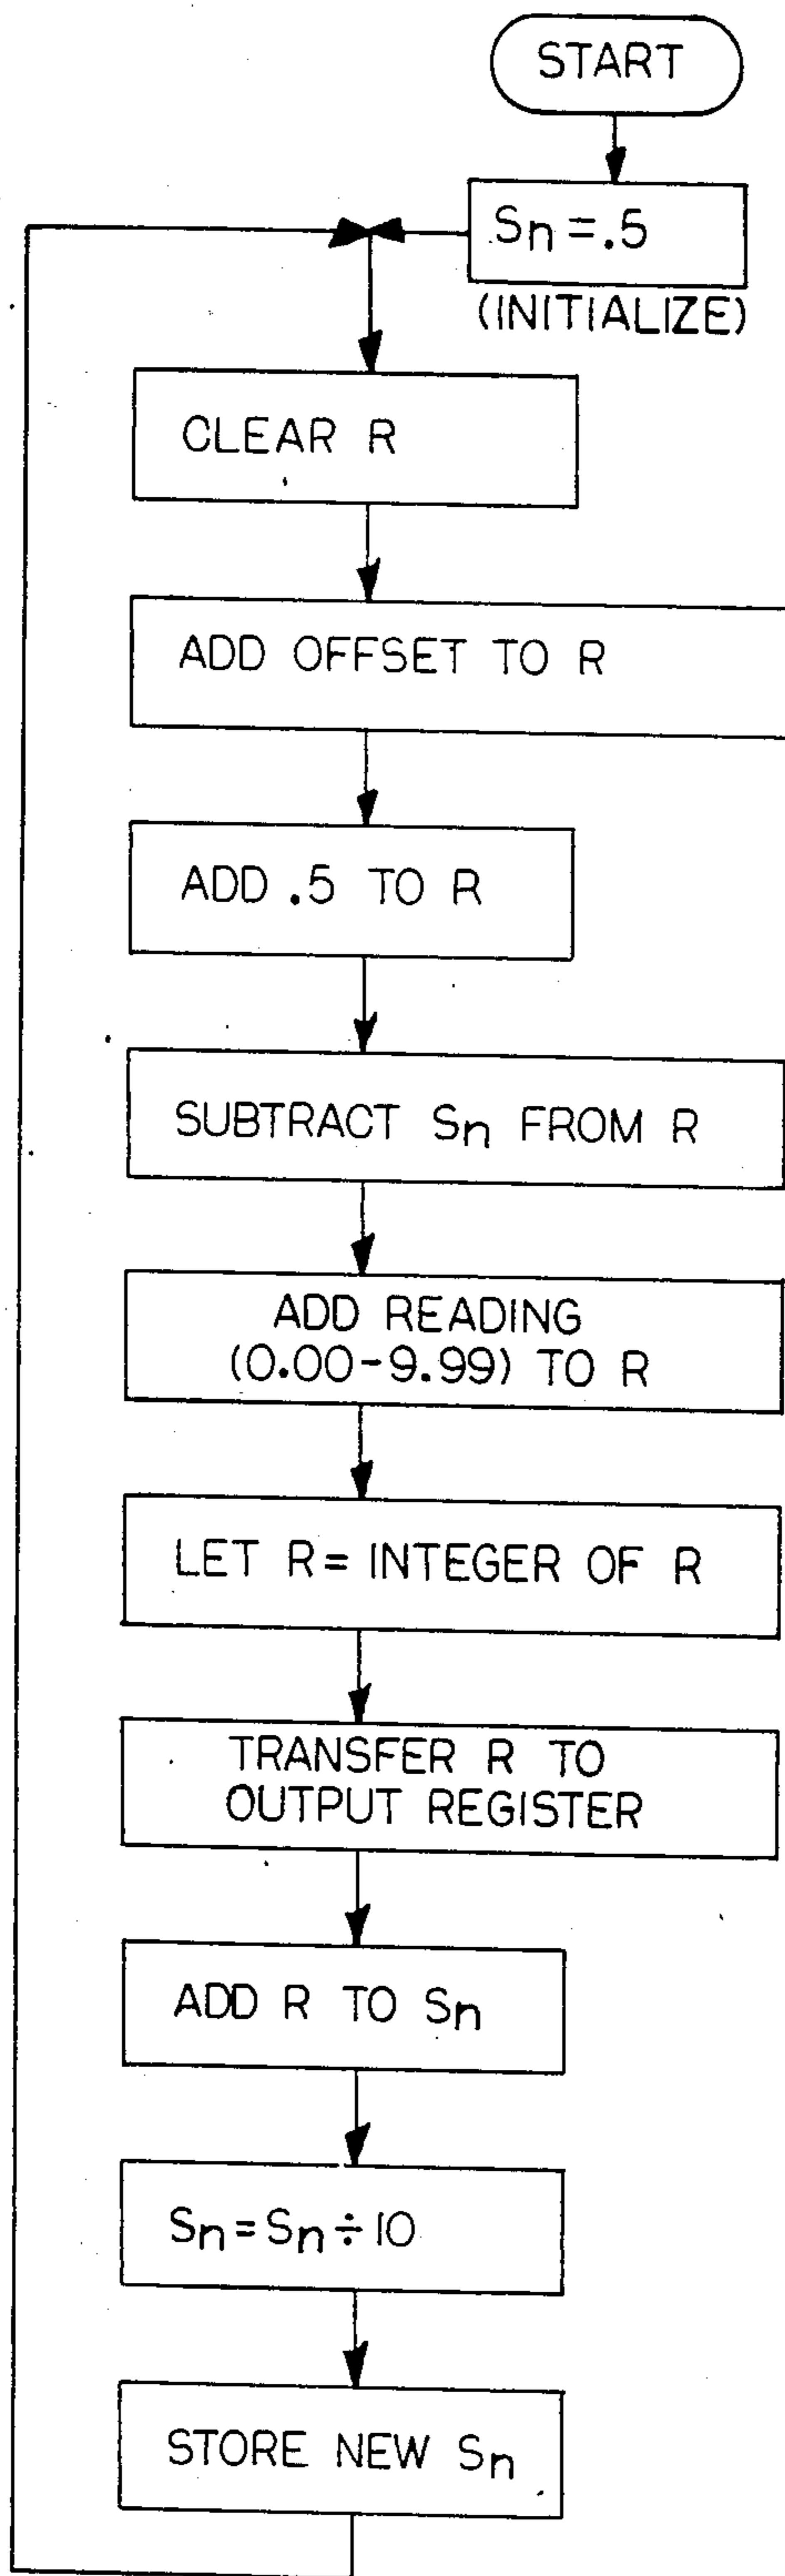 START
Sn = .5
(INITIALIZE)
CLEAR R
ADD OFFSET TO R
ADD .5 TO R
SUBTRACT Sn FROM R
ADD READING
(0.00-9.99) TO R
LET R = INTEGER OF R
TRANSFER R TO
OUTPUT REGISTER
ADD R TO Sn
Sn = Sn ÷ 10
STORE NEW Sn